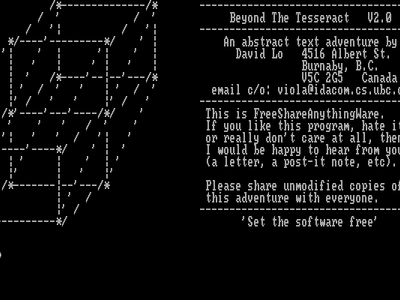 Beyond The Tesseract V2.0
An abstract text adventure by
David Lo 4516 Albert St.
Burnaby, B.C.
V5C 2G5 Canada
email c/o: viola@idacom.cs.ubc.
This is FreeShareAnythingWare.
If you like this program, hate it
or really don't care at all, then
I would be happy to hear from you
(a letter, a post-it note, etc).
Please share unmodified copies of
this adventure with everyone.
'Set the software free'